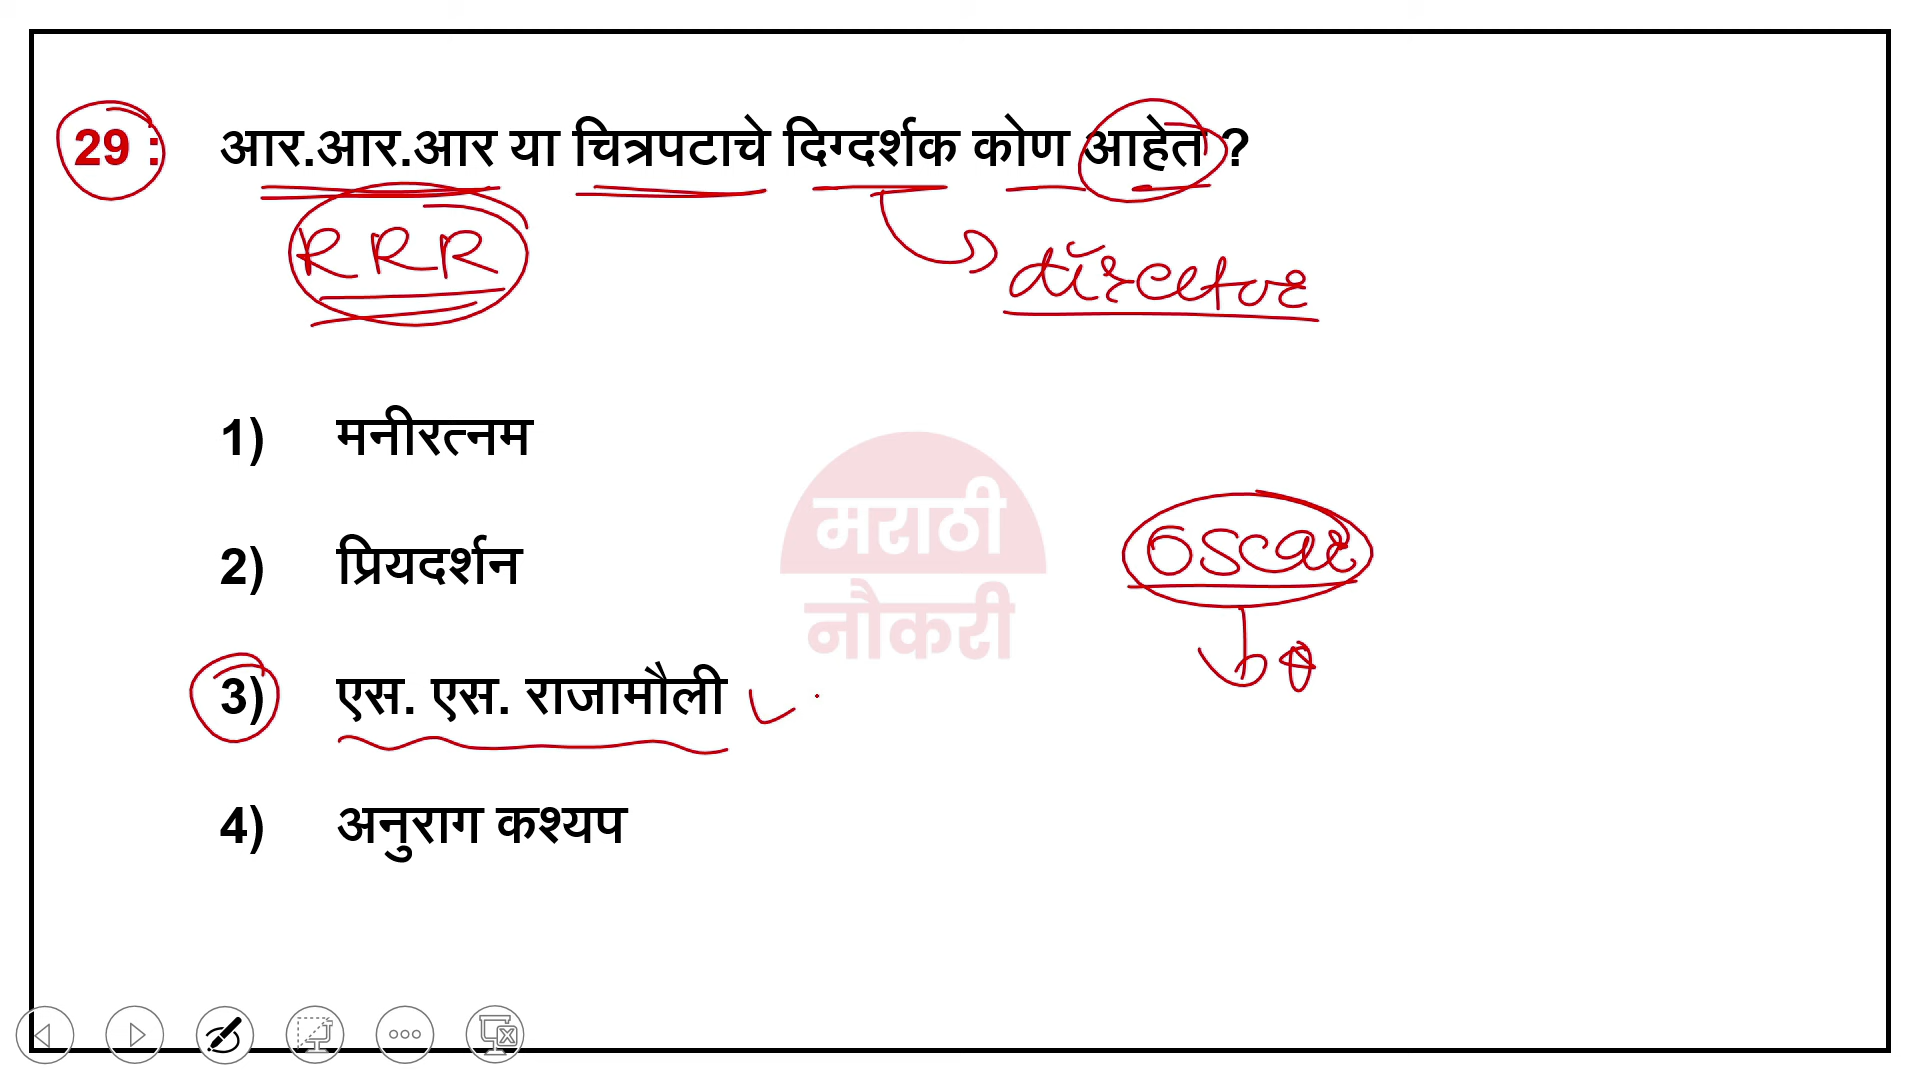 29 : आर.आर.आर या चित्रपटाचे दिग्दर्शक कोण आहेत ?
RRR
director
1) मनीरत्नम
2) प्रियदर्शन
मराठी
नौकरी
oscar
3) एस. एस. राजामौली
4) अनुराग कश्यप